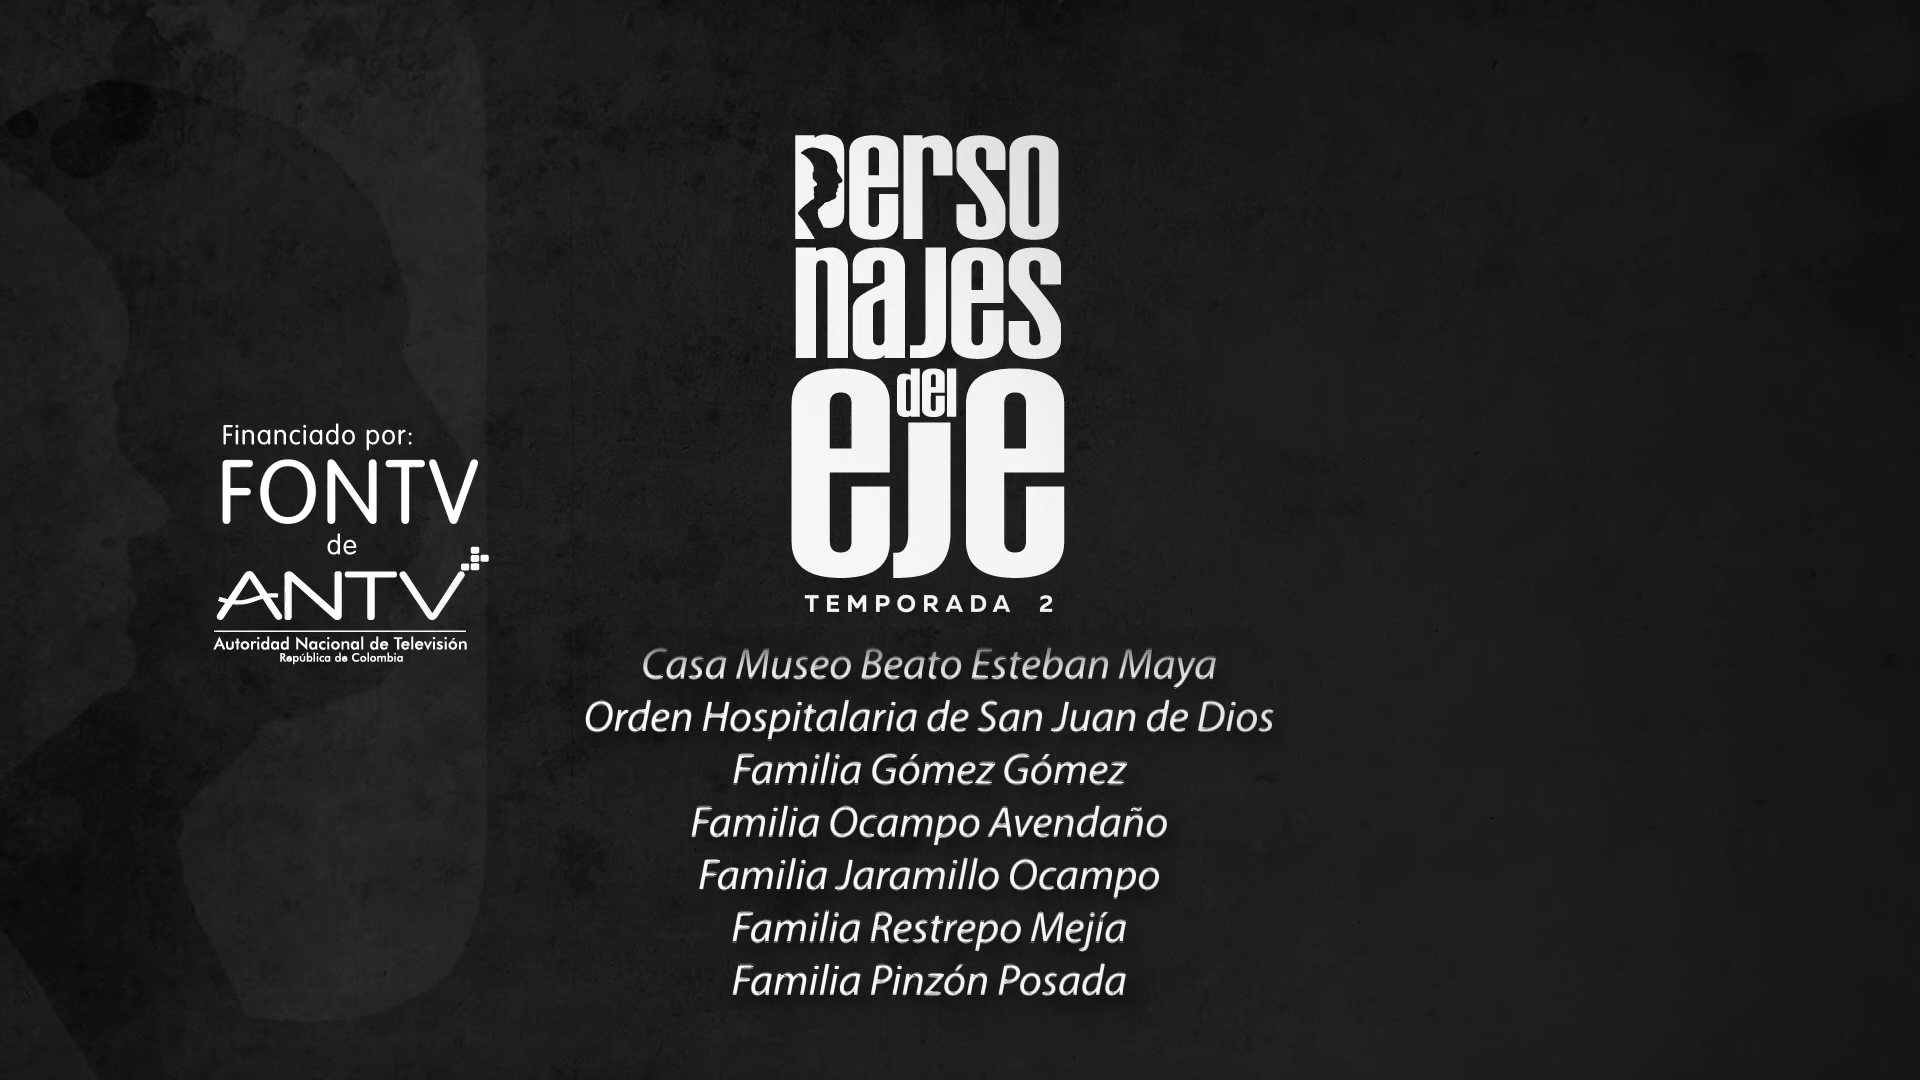 Financiado por:
FONTV
de
ANTV
Autoridad Nacional de Televisión
República de Colombia
perso
najes
del
eje
TEMPORADA 2
Casa Museo Beato Esteban Maya
Orden Hospitalaria de San Juan de Dios
Familia Gómez Gómez
Familia Ocampo Avendaño
Familia Jaramillo Ocampo
Familia Restrepo Mejía
Familia Pinzón Posada